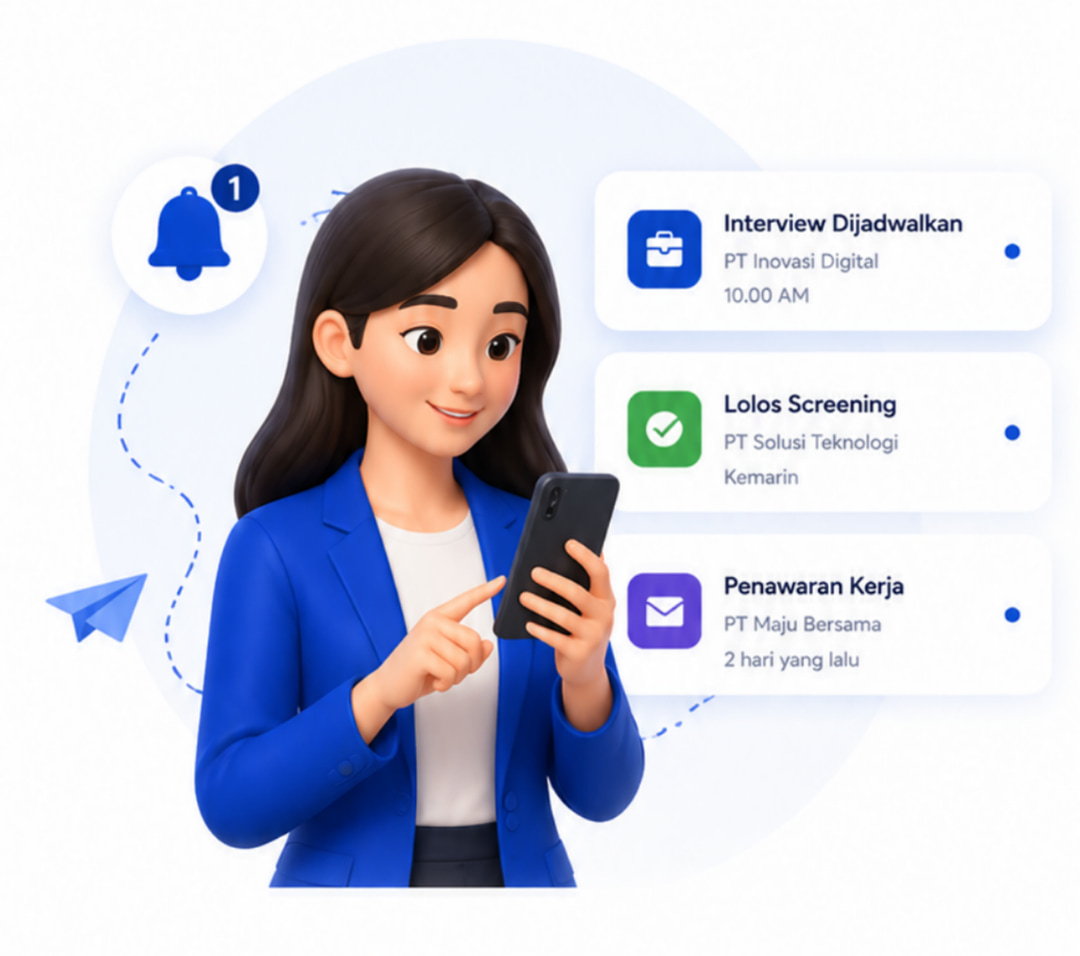 1
Interview Dijadwalkan
PT Inovasi Digital
10.00 AM
Lolos Screening
PT Solusi Teknologi
Kemarin
Penawaran Kerja
PT Maju Bersama
2 hari yang lalu